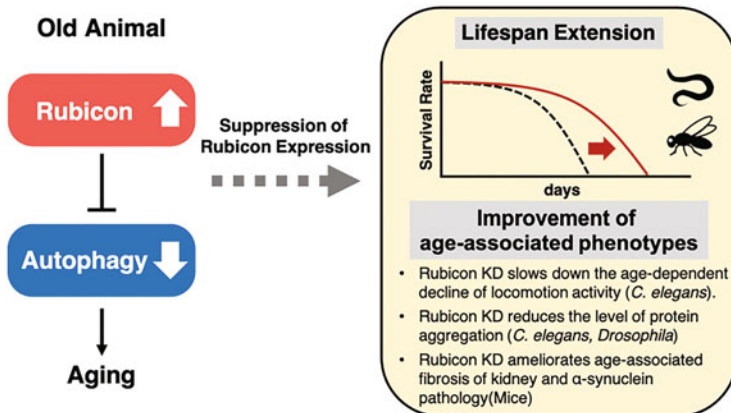 Old Animal
Rubicon
Autophagy
Aging
Suppression of
Rubicon Expression
Lifespan Extension
Survival Rate
days
Improvement of
age-associated phenotypes
• Rubicon KD slows down the age-dependent
decline of locomotion activity (C. elegans).
• Rubicon KD reduces the level of protein
aggregation (C. elegans, Drosophila)
• Rubicon KD ameliorates age-associated
fibrosis of kidney and α-synuclein
pathology(Mice)